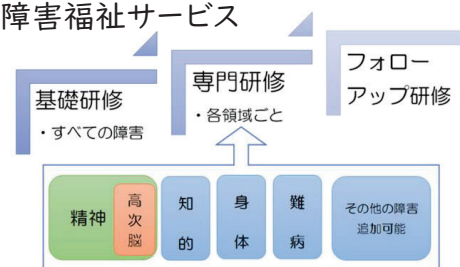 障害福祉サービス
基礎研修
・すべての障害
専門研修
・各領域ごと
フォロー
アップ研修
精神
高次脳
知的
身体
難病
その他の障害
追加可能